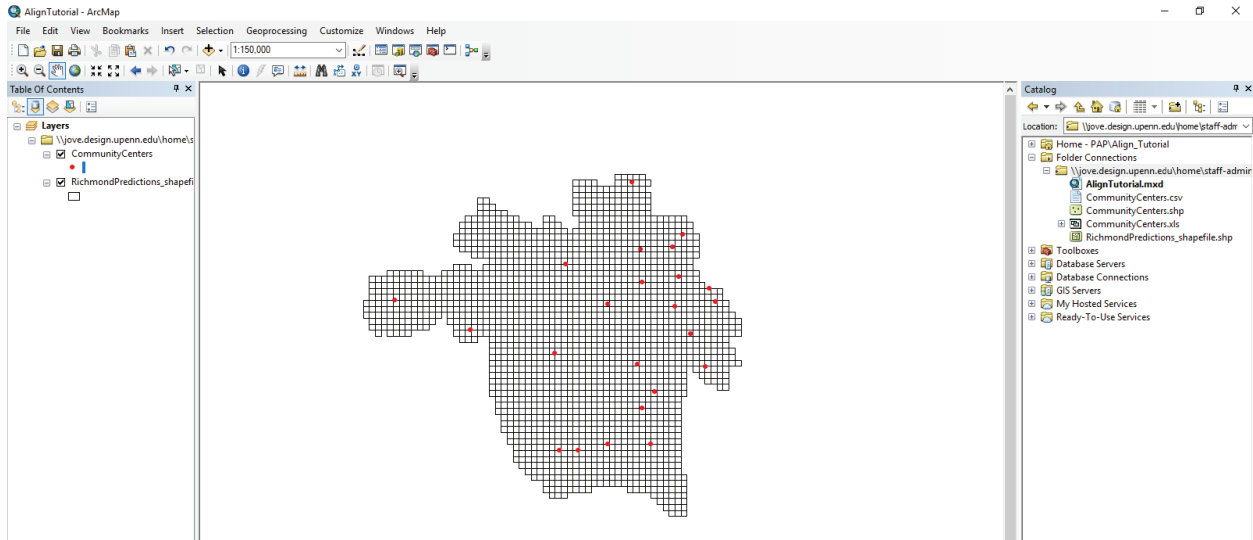 AlignTutorial - ArcMap
File Edit View Bookmarks Insert Selection Geoprocessing Customize Windows Help
1:150,000
Table Of Contents
Layers
\\jove.design.upenn.edu\home\s
CommunityCenters
RichmondPredictions_shapefi
Catalog
Location: \\jove.design.upenn.edu\home\staff-adm
Home - PAP\Align_Tutorial
Folder Connections
\\jove.design.upenn.edu\home\staff-admir
AlignTutorial.mxd
CommunityCenters.csv
CommunityCenters.shp
CommunityCenters.xls
RichmondPredictions_shapefile.shp
Toolboxes
Database Servers
Database Connections
GIS Servers
My Hosted Services
Ready-To-Use Services